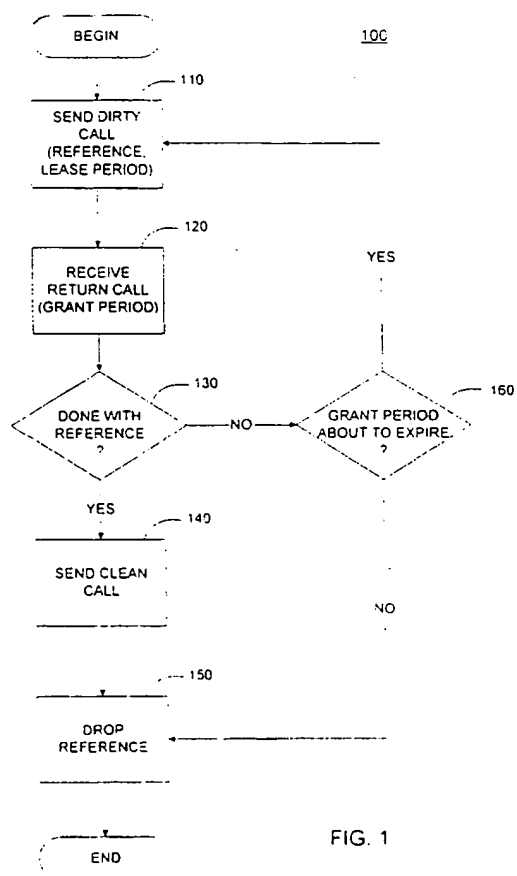 BEGIN
100
110
SEND DIRTY
CALL
(REFERENCE,
LEASE PERIOD)
120
RECEIVE
RETURN CALL
(GRANT PERIOD)
YES
130
DONE WITH
REFERENCE
?
NO
160
GRANT PERIOD
ABOUT TO EXPIRE
?
YES
140
SEND CLEAN
CALL
NO
150
DROP
REFERENCE
FIG. 1
END